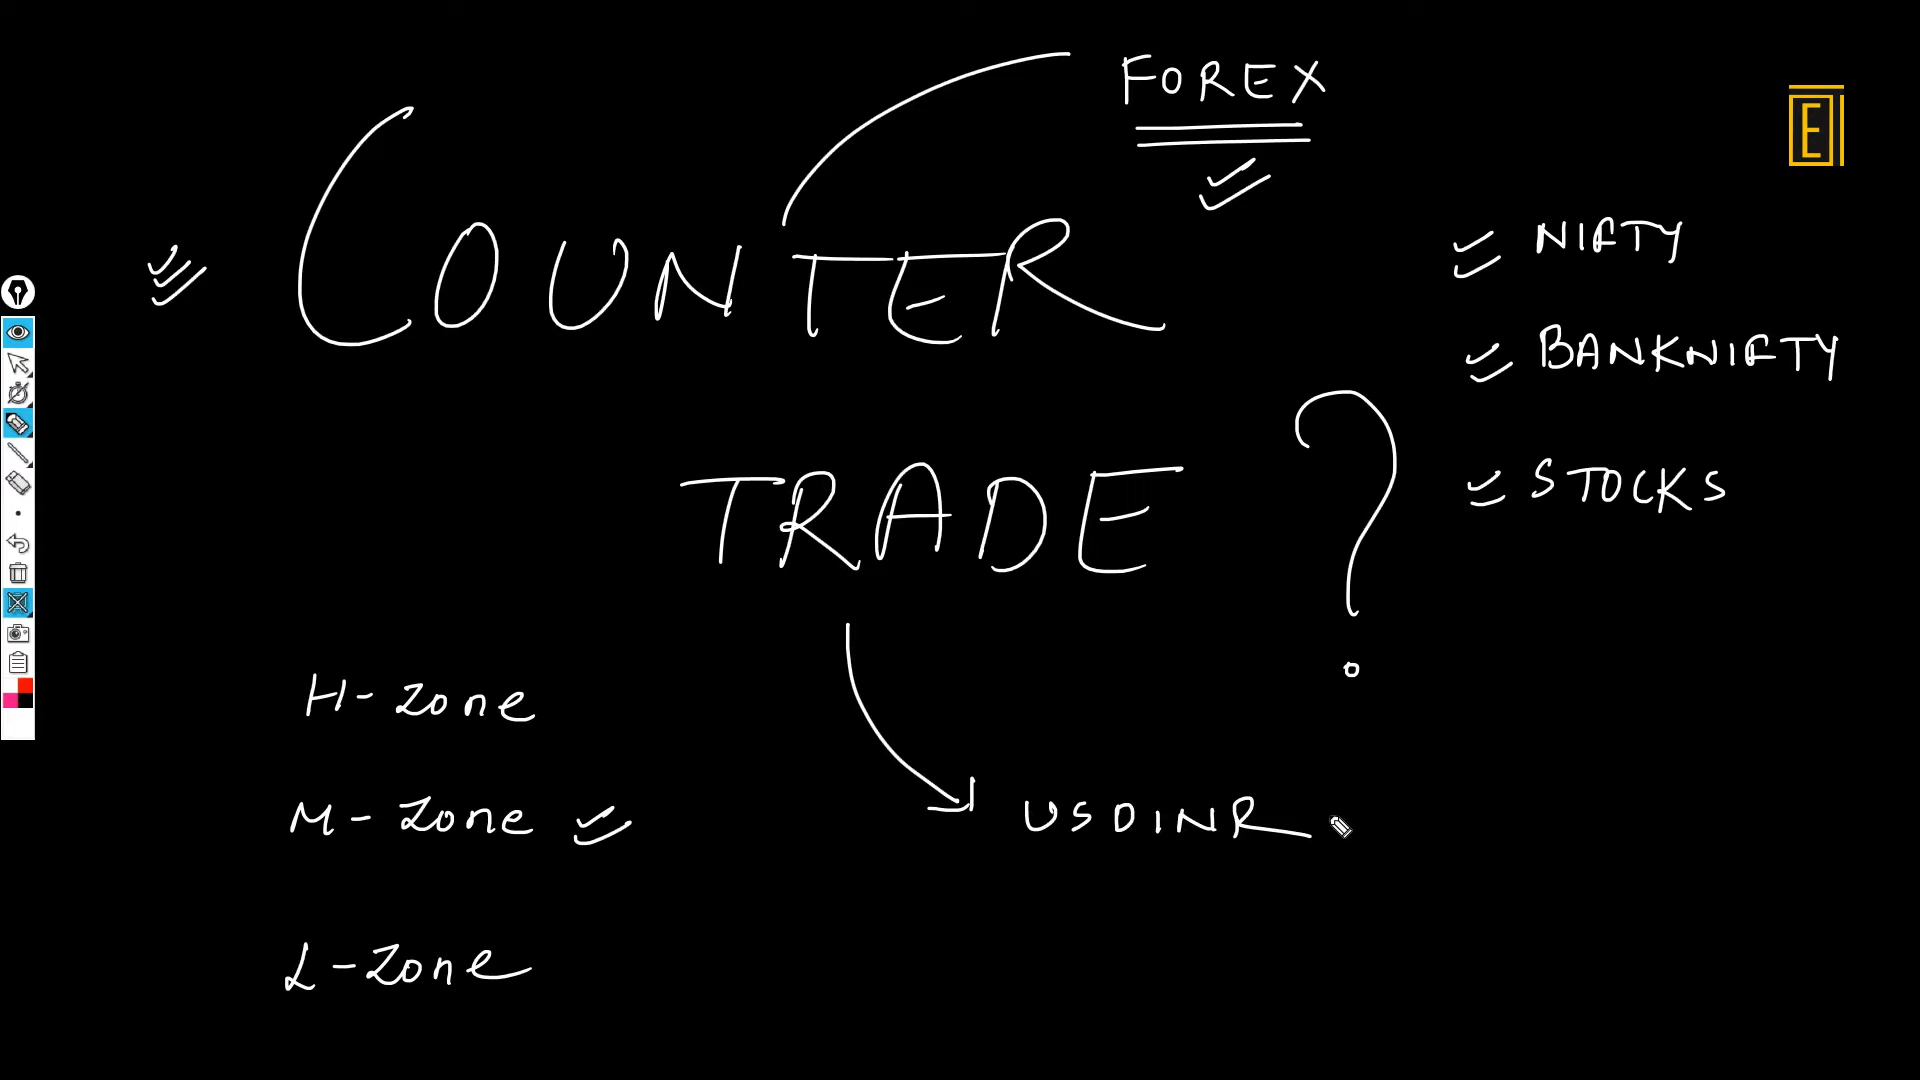 FOREX
E
COUNTER
NIFTY
BANKNIFTY
TRADE ?
STOCKS
H - Zone
M - Zone
USDINR
L - Zone